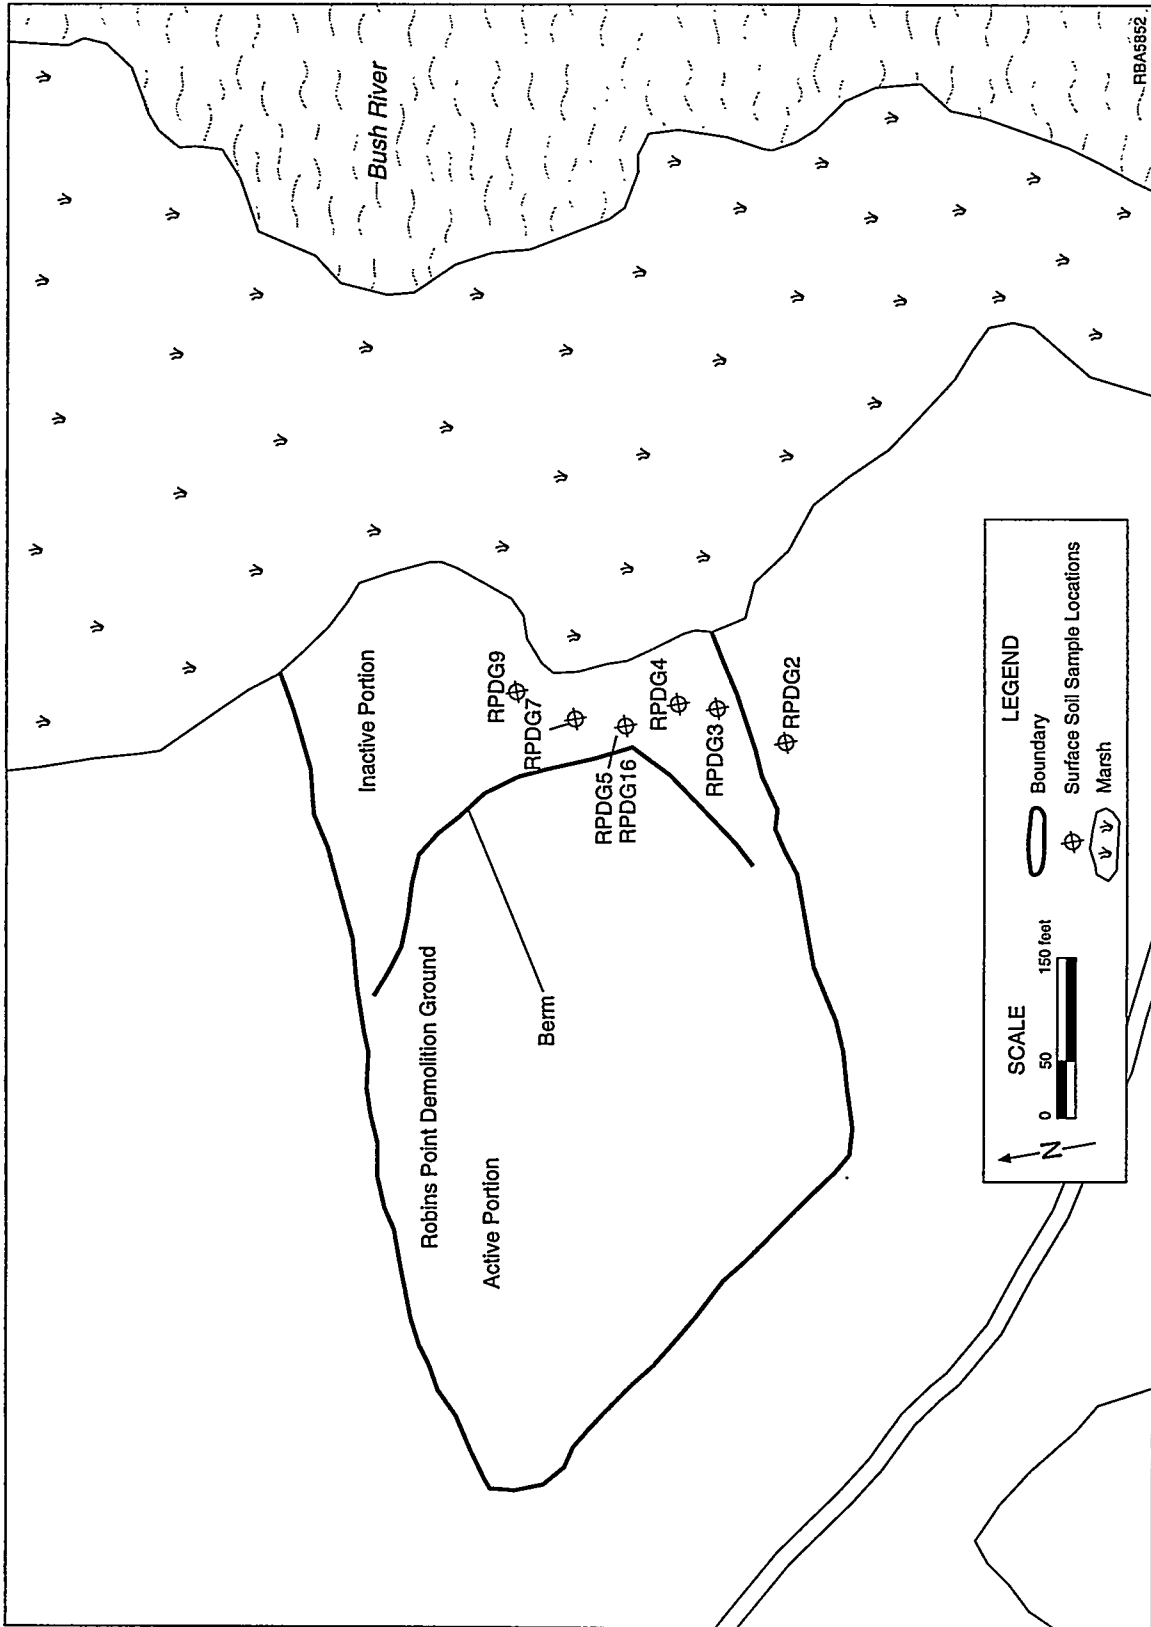 Bush River
Inactive Portion
RPDG9
RPDG7
RPDG5
RPDG16
RPDG4
RPDG3
RPDG2
Robins Point Demolition Ground
Active Portion
Berm
SCALE
0 50 150 feet
N
LEGEND
Boundary
Surface Soil Sample Locations
Marsh
RBA5852